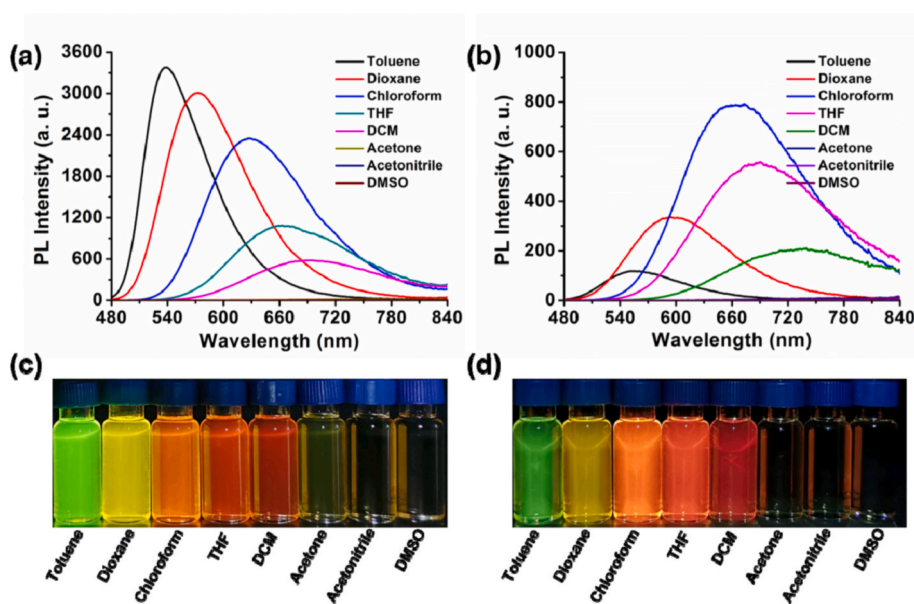 (a)
3600
3000
2400
1800
1200
600
0
PL Intensity (a. u.)
Toluene
Dioxane
Chloroform
THF
DCM
Acetone
Acetonitrile
DMSO
480 540 600 660 720 780 840
Wavelength (nm)
(b)
1000
800
600
400
200
0
PL Intensity (a. u.)
Toluene
Dioxane
Chloroform
THF
DCM
Acetone
Acetonitrile
DMSO
480 540 600 660 720 780 840
Wavelength (nm)
(c)
Toluene
Dioxane
Chloroform
THF
DCM
Acetone
Acetonitrile
DMSO
(d)
Toluene
Dioxane
Chloroform
THF
DCM
Acetone
Acetonitrile
DMSO